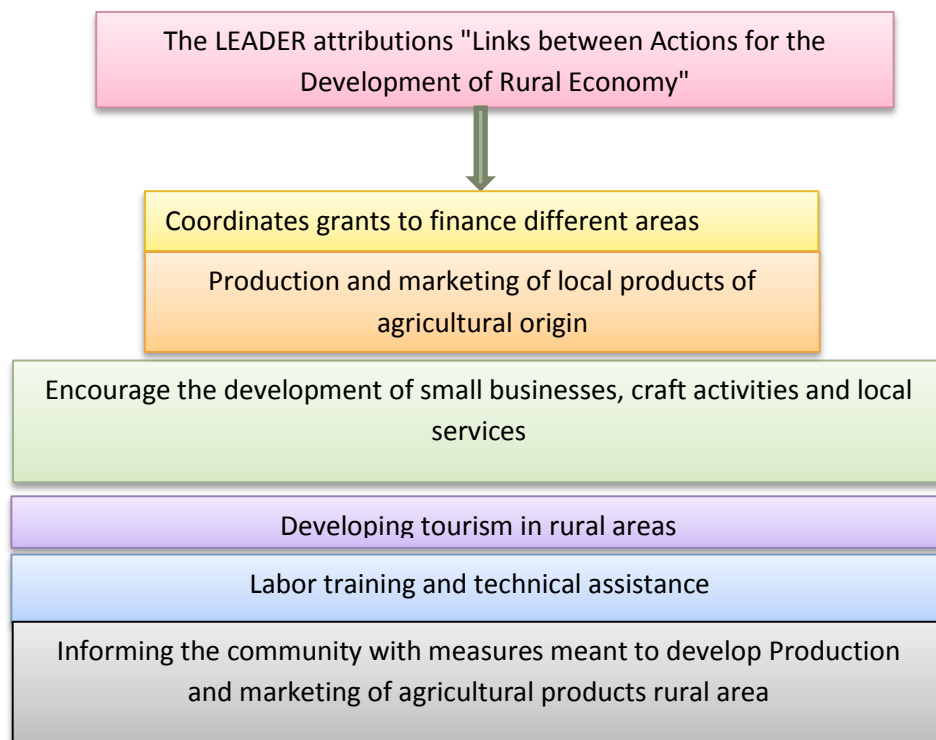 The LEADER attributions "Links between Actions for the
Development of Rural Economy"
Coordinates grants to finance different areas
Production and marketing of local products of
agricultural origin
Encourage the development of small businesses, craft activities and local
services
Developing tourism in rural areas
Labor training and technical assistance
Informing the community with measures meant to develop Production
and marketing of agricultural products rural area